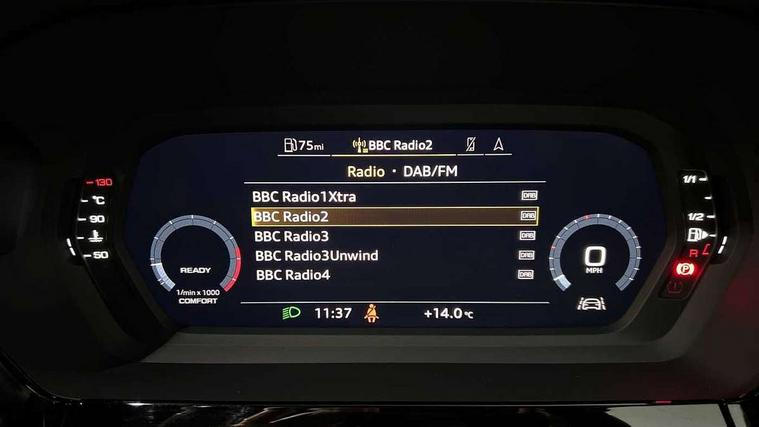 75mi BBC Radio2
Radio · DAB/FM
130
°C
90
50
BBC Radio1Xtra DAB
BBC Radio2 DAB
BBC Radio3 DAB
BBC Radio3Unwind DAB
BBC Radio4 DAB
READY
1/min x 1000
COMFORT
0
MPH
1/1
1/2
R
P
11:37 +14.0°C